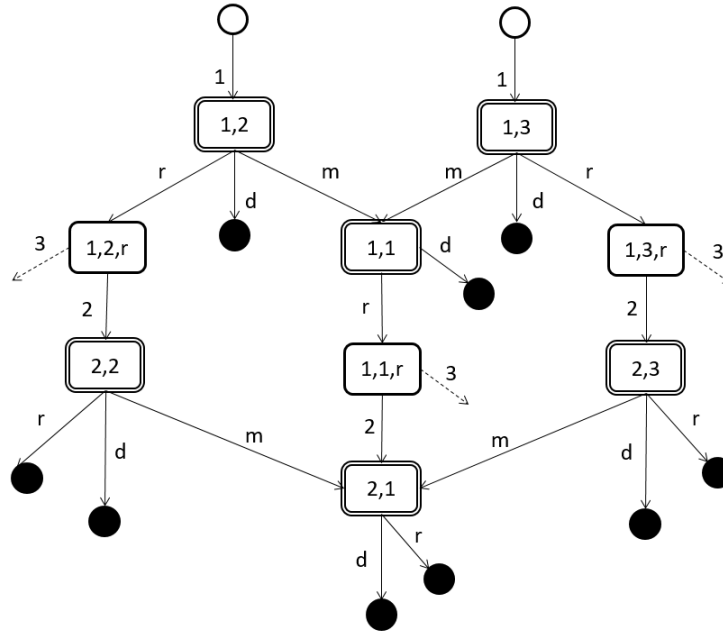 1 1
1,2 1,3
r d m m d r
3 1,2,r 1,1 d 1,3,r 3
2 r 2
2,2 1,1,r 3 2,3
r d m 2 m d r
2,1
d r